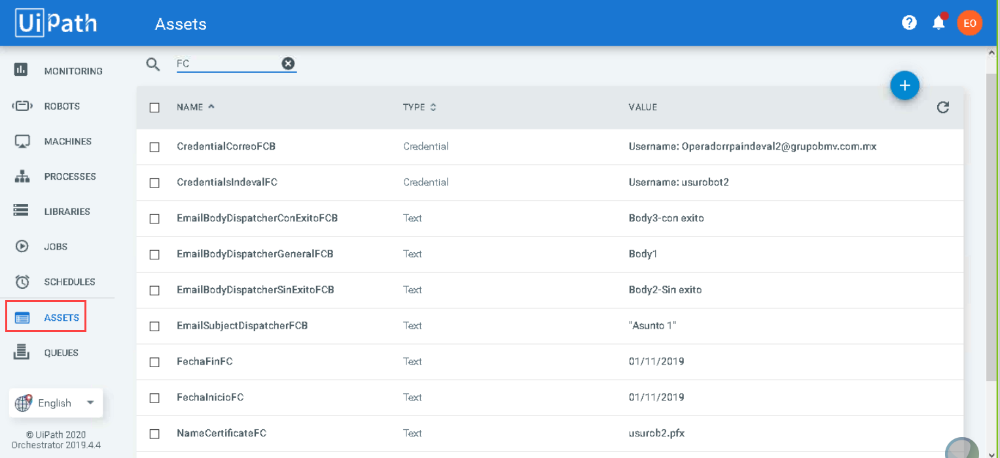 UiPath
Assets
EO
FC
MONITORING
ROBOTS
MACHINES
PROCESSES
LIBRARIES
JOBS
SCHEDULES
ASSETS
QUEUES
English
© UiPath 2020
Orchestrator 2019.4.4
NAME TYPE VALUE
CredentialCorreoFCB Credential Username: Operadorrpaindeval2@grupobmv.com.mx
CredentialsIndevalFC Credential Username: usurobot2
EmailBodyDispatcherConExitoFCB Text Body3-con exito
EmailBodyDispatcherGeneralFCB Text Body1
EmailBodyDispatcherSinExitoFCB Text Body2-Sin exito
EmailSubjectDispatcherFCB Text "Asunto 1"
FechaFinFC Text 01/11/2019
FechaInicioFC Text 01/11/2019
NameCertificateFC Text usurob2.pfx